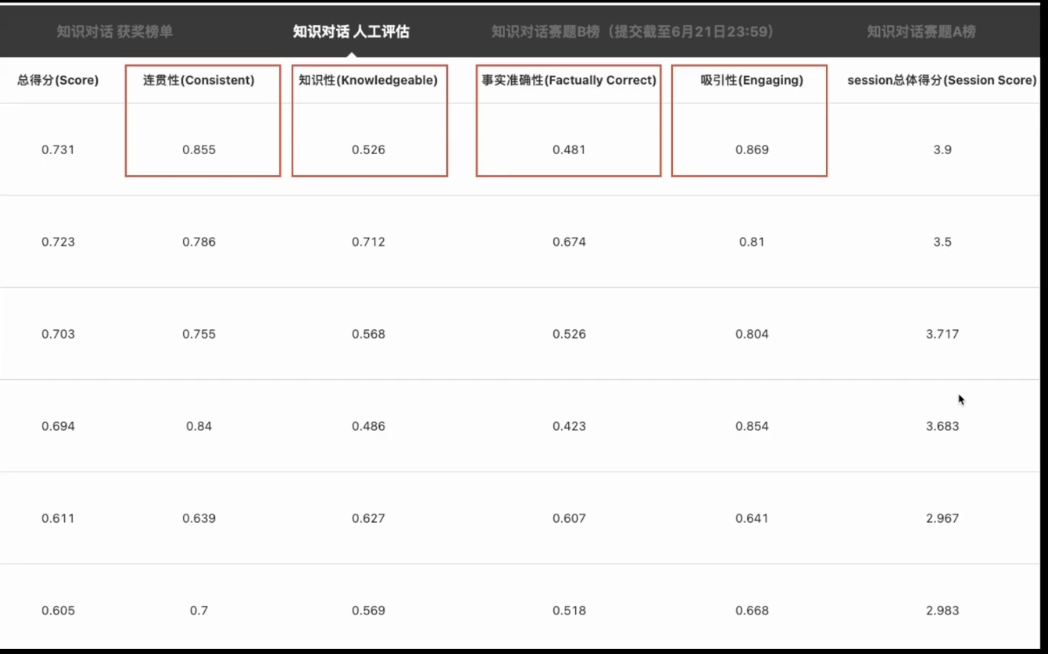 知识对话 获奖榜单 知识对话 人工评估 知识对话赛题B榜（提交截至6月21日23:59） 知识对话赛题A榜
总得分(Score) 连贯性(Consistent) 知识性(Knowledgeable) 事实准确性(Factually Correct) 吸引性(Engaging) session总体得分(Session Score)
0.731 0.855 0.526 0.481 0.869 3.9
0.723 0.786 0.712 0.674 0.81 3.5
0.703 0.755 0.568 0.526 0.804 3.717
0.694 0.84 0.486 0.423 0.854 3.683
0.611 0.639 0.627 0.607 0.641 2.967
0.605 0.7 0.569 0.518 0.668 2.983